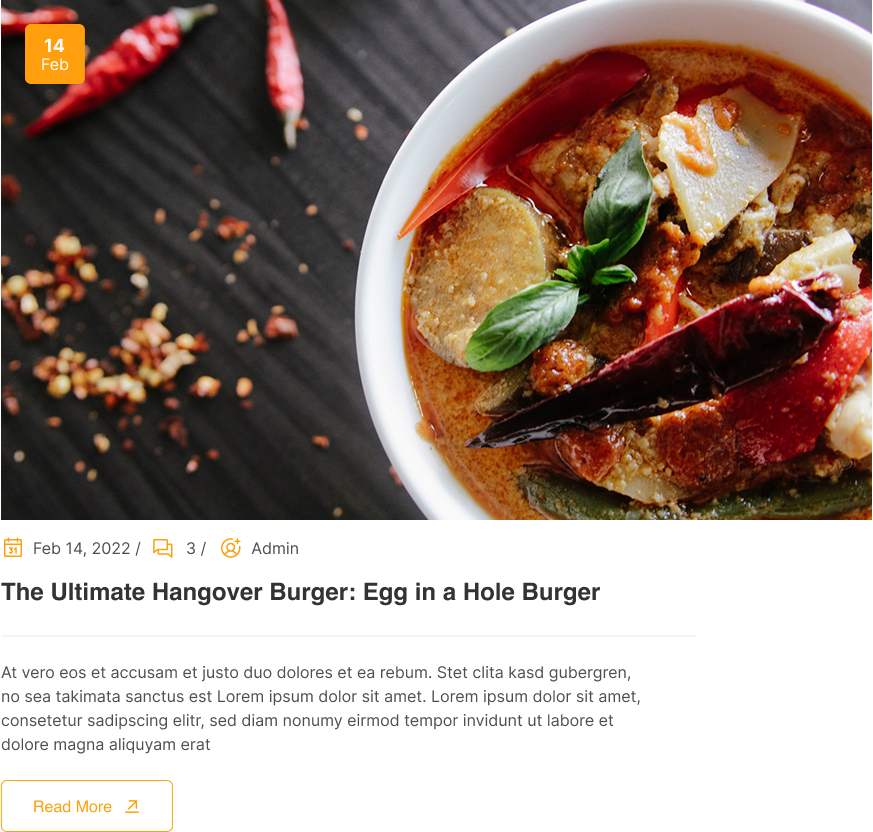 14
Feb
31
Feb 14, 2022 / 3 / Admin
The Ultimate Hangover Burger: Egg in a Hole Burger
At vero eos et accusam et justo duo dolores et ea rebum. Stet clita kasd gubergren,
no sea takimata sanctus est Lorem ipsum dolor sit amet. Lorem ipsum dolor sit amet,
consetetur sadipscing elitr, sed diam nonumy eirmod tempor invidunt ut labore et
dolore magna aliquyam erat
Read More